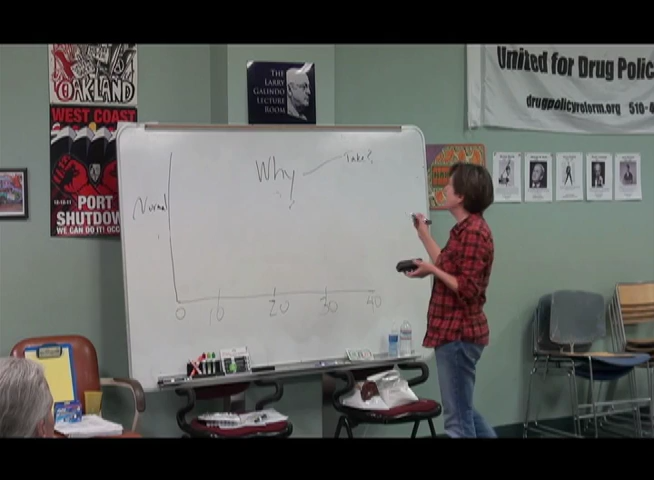 OAKLAND
WEST COAST
PORT
SHUTDOWN
WE CAN DO IT!
THE
LARRY
GALINDO
LECTURE
ROOM
United for Drug Polic
drugpolicyreform.org 510-
Why
Take?
Normal
0 10 20 30 40